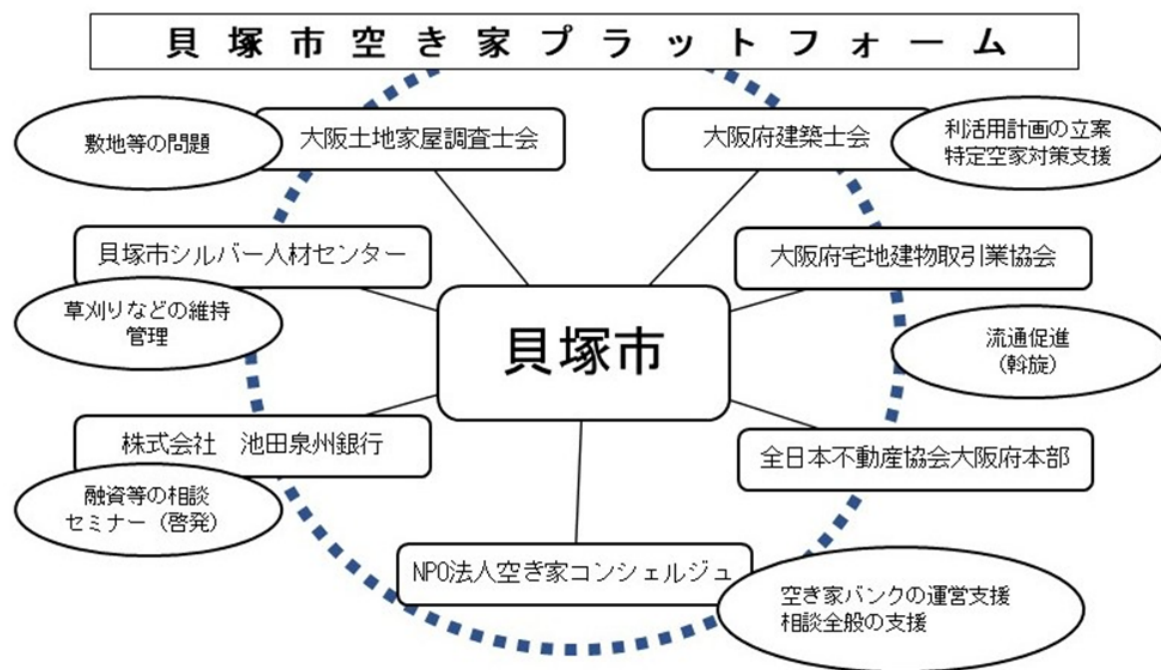 貝塚市空き家プラットフォーム
敷地等の問題
大阪土地家屋調査士会
大阪府建築士会
利活用計画の立案
特定空家対策支援
貝塚市シルバー人材センター
大阪府宅地建物取引業協会
草刈りなどの維持
管理
貝塚市
流通促進
(斡旋)
株式会社　池田泉州銀行
全日本不動産協会大阪府本部
融資等の相談
セミナー（啓発）
NPO法人空き家コンシェルジュ
空き家バンクの運営支援
相談全般の支援